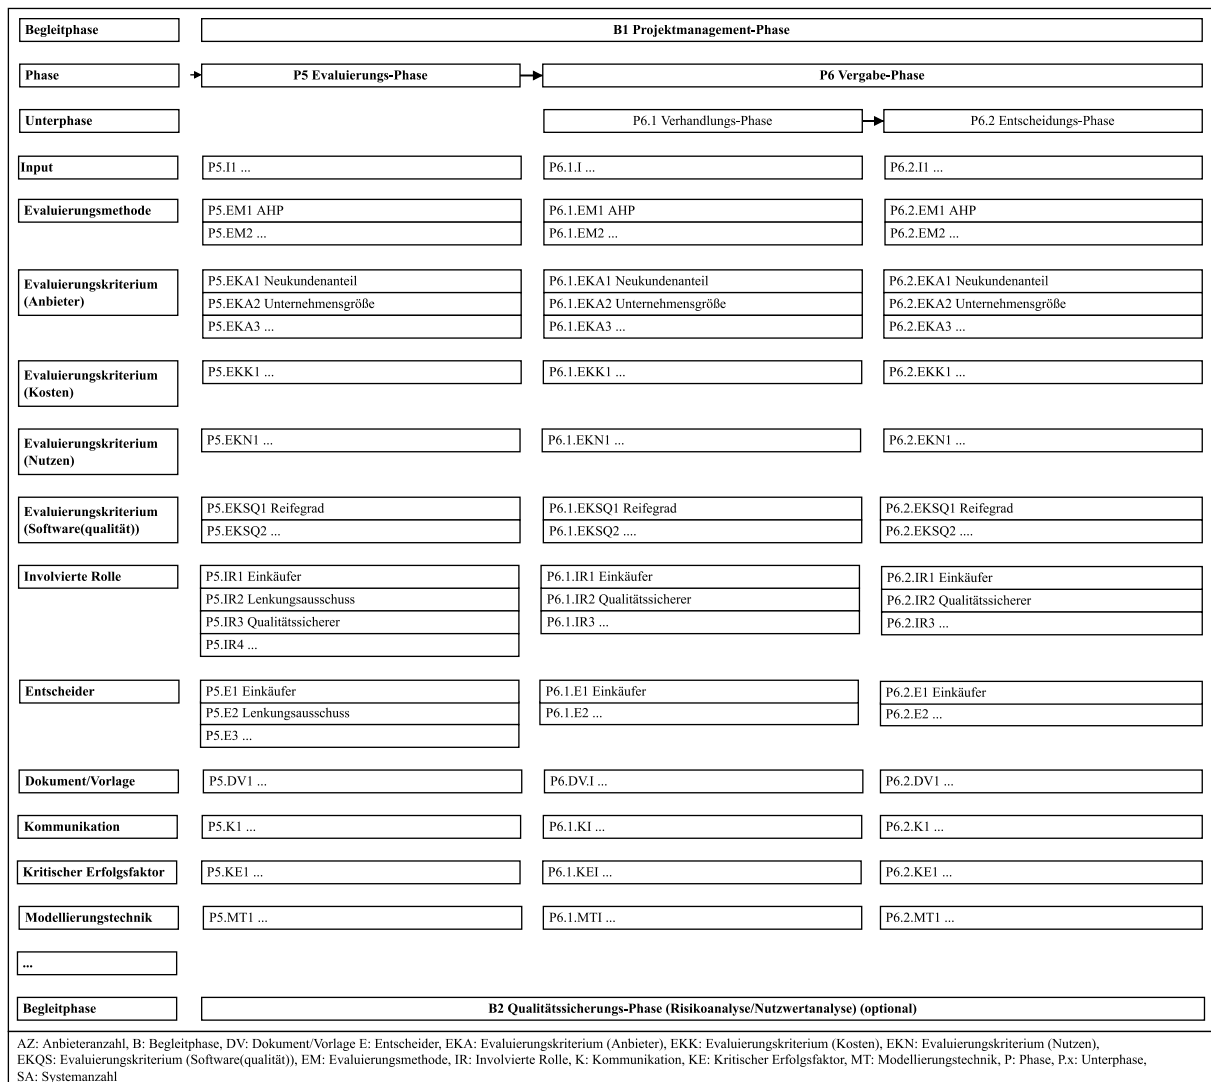 Begleitphase B1 Projektmanagement-Phase
Phase P5 Evaluierungs-Phase P6 Vergabe-Phase
Unterphase P6.1 Verhandlungs-Phase P6.2 Entscheidungs-Phase
Input P5.I1 ... P6.1.I ... P6.2.I1 ...
Evaluierungsmethode P5.EM1 AHP P6.1.EM1 AHP P6.2.EM1 AHP
P5.EM2 ... P6.1.EM2 ... P6.2.EM2 ...
Evaluierungskriterium P5.EKA1 Neukundenanteil P6.1.EKA1 Neukundenanteil P6.2.EKA1 Neukundenanteil
(Anbieter) P5.EKA2 Unternehmensgröße P6.1.EKA2 Unternehmensgröße P6.2.EKA2 Unternehmensgröße
P5.EKA3 ... P6.1.EKA3 ... P6.2.EKA3 ...
Evaluierungskriterium P5.EKK1 ... P6.1.EKK1 ... P6.2.EKK1 ...
(Kosten)
Evaluierungskriterium P5.EKN1 ... P6.1.EKN1 ... P6.2.EKN1 ...
(Nutzen)
Evaluierungskriterium P5.EKSQ1 Reifegrad P6.1.EKSQ1 Reifegrad P6.2.EKSQ1 Reifegrad
(Software(qualität)) P5.EKSQ2 ... P6.1.EKSQ2 .... P6.2.EKSQ2 ....
Involvierte Rolle P5.IR1 Einkäufer P6.1.IR1 Einkäufer P6.2.IR1 Einkäufer
P5.IR2 Lenkungsausschuss P6.1.IR2 Qualitätssicherer P6.2.IR2 Qualitätssicherer
P5.IR3 Qualitätssicherer P6.1.IR3 ... P6.2.IR3 ...
P5.IR4 ...
Entscheider P5.E1 Einkäufer P6.1.E1 Einkäufer P6.2.E1 Einkäufer
P5.E2 Lenkungsausschuss P6.1.E2 ... P6.2.E2 ...
P5.E3 ...
Dokument/Vorlage P5.DV1 ... P6.DV.I ... P6.2.DV1 ...
Kommunikation P5.K1 ... P6.1.KI ... P6.2.K1 ...
Kritischer Erfolgsfaktor P5.KE1 ... P6.1.KEI ... P6.2.KE1 ...
Modellierungstechnik P5.MT1 ... P6.1.MTI ... P6.2.MT1 ...
...
Begleitphase B2 Qualitätssicherungs-Phase (Risikoanalyse/Nutzwertanalyse) (optional)
AZ: Anbieteranzahl, B: Begleitphase, DV: Dokument/Vorlage E: Entscheider, EKA: Evaluierungskriterium (Anbieter), EKK: Evaluierungskriterium (Kosten), EKN: Evaluierungskriterium (Nutzen),
EKQS: Evaluierungskriterium (Software(qualität)), EM: Evaluierungsmethode, IR: Involvierte Rolle, K: Kommunikation, KE: Kritischer Erfolgsfaktor, MT: Modellierungstechnik, P: Phase, P.x: Unterphase,
SA: Systemanzahl